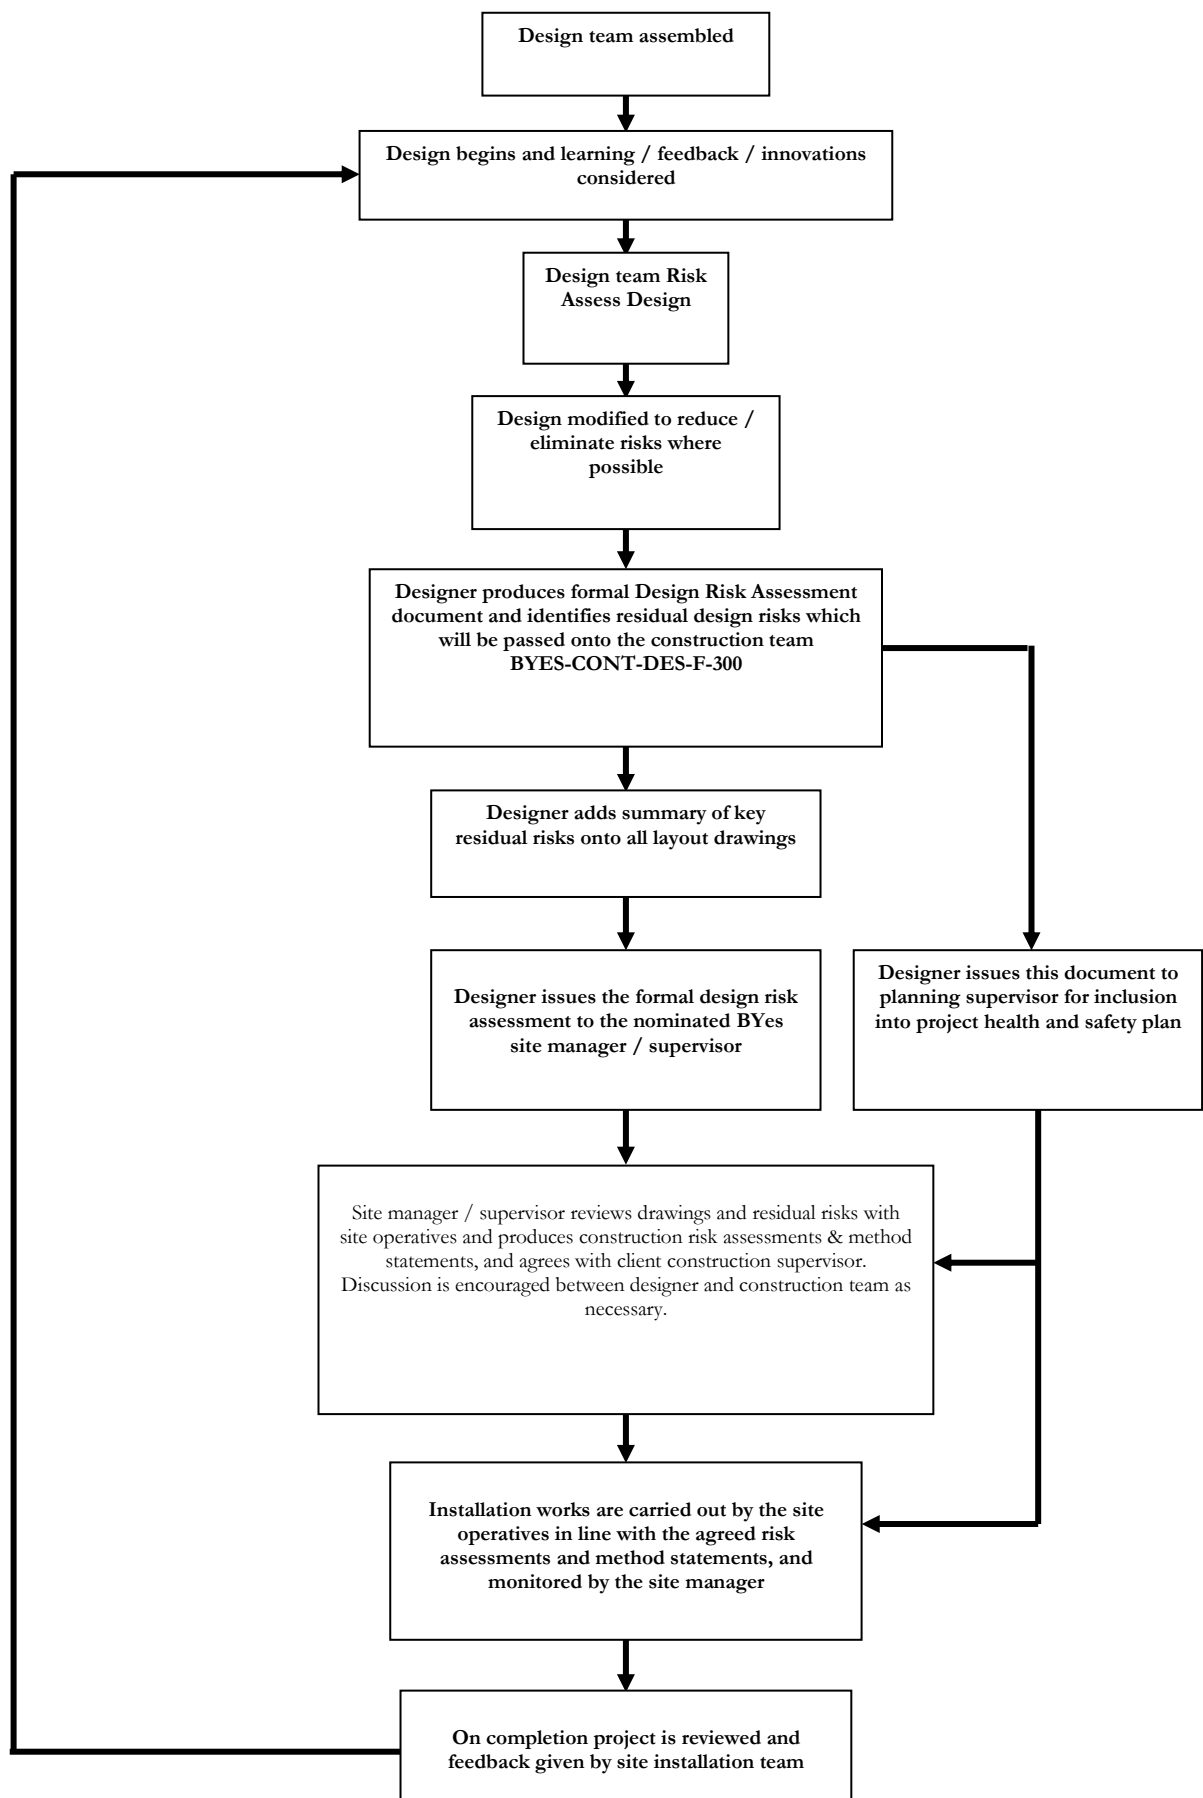 Design team assembled
Design begins and learning / feedback / innovations
considered
Design team Risk
Assess Design
Design modified to reduce /
eliminate risks where
possible
Designer produces formal Design Risk Assessment
document and identifies residual design risks which
will be passed onto the construction team
BYES-CONT-DES-F-300
Designer adds summary of key
residual risks onto all layout drawings
Designer issues the formal design risk
assessment to the nominated BYes
site manager / supervisor
Designer issues this document to
planning supervisor for inclusion
into project health and safety plan
Site manager / supervisor reviews drawings and residual risks with
site operatives and produces construction risk assessments & method
statements, and agrees with client construction supervisor.
Discussion is encouraged between designer and construction team as
necessary.
Installation works are carried out by the site
operatives in line with the agreed risk
assessments and method statements, and
monitored by the site manager
On completion project is reviewed and
feedback given by site installation team